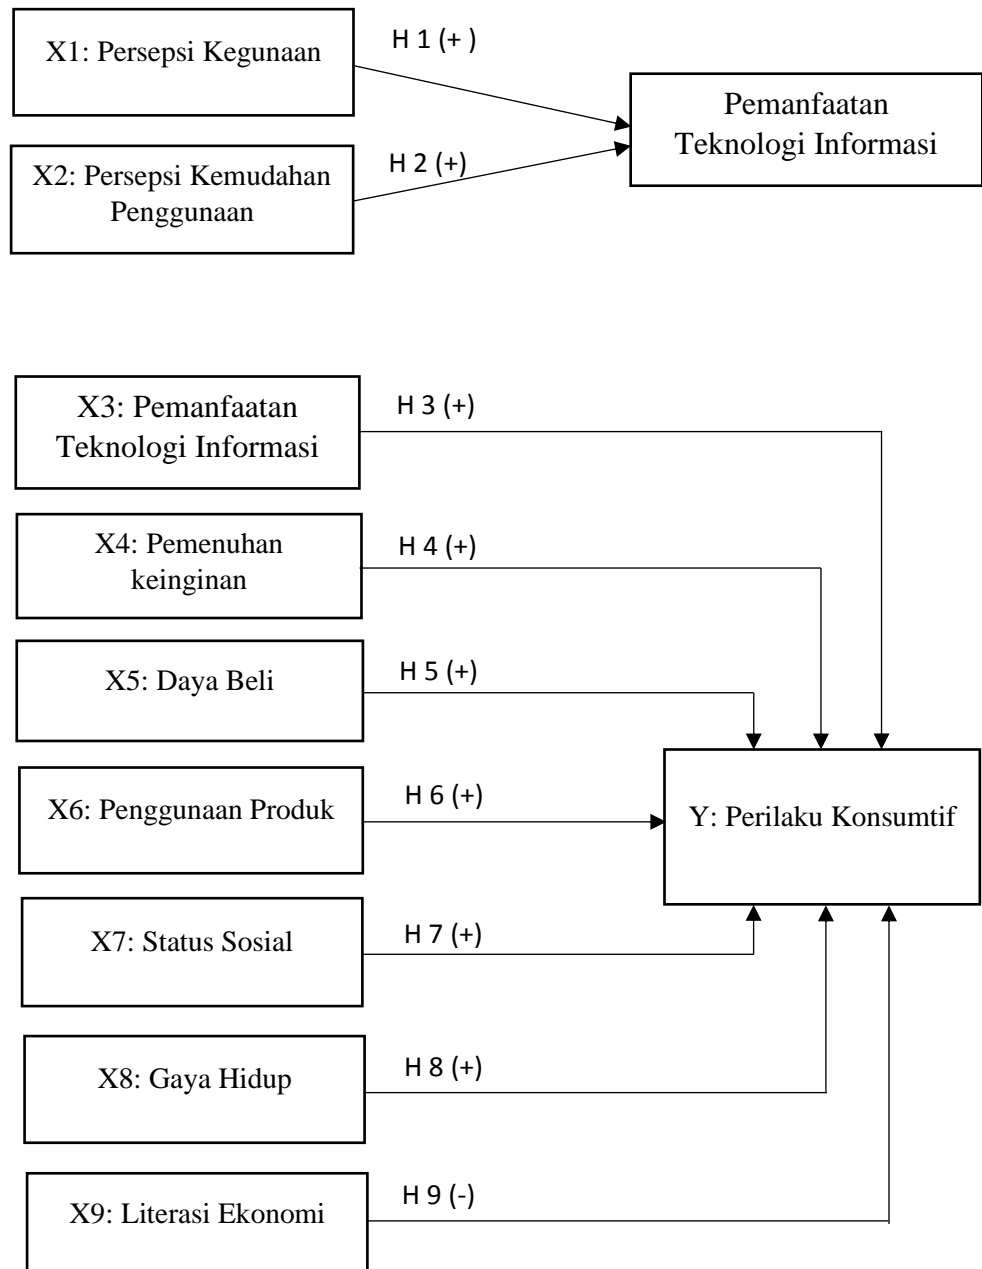 X1: Persepsi Kegunaan
H 1 (+ )
Pemanfaatan
Teknologi Informasi
X2: Persepsi Kemudahan
Penggunaan
H 2 (+)
X3: Pemanfaatan
Teknologi Informasi
H 3 (+)
X4: Pemenuhan
keinginan
H 4 (+)
X5: Daya Beli
H 5 (+)
X6: Penggunaan Produk
H 6 (+)
Y: Perilaku Konsumtif
X7: Status Sosial
H 7 (+)
X8: Gaya Hidup
H 8 (+)
X9: Literasi Ekonomi
H 9 (-)